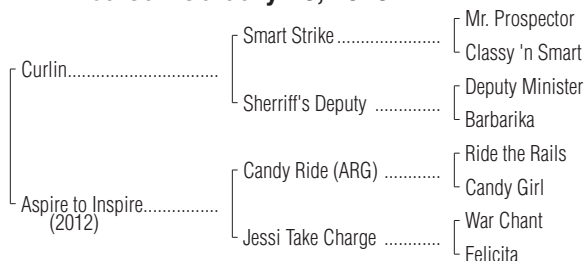 Mr. Prospector
Smart Strike ....................
Classy 'n Smart
Curlin..............................
Deputy Minister
Sherriff's Deputy ..............
Barbarika
Ride the Rails
Candy Ride (ARG) ............
Candy Girl
Aspire to Inspire................
(2012)
War Chant
Jessi Take Charge ............
Felicita